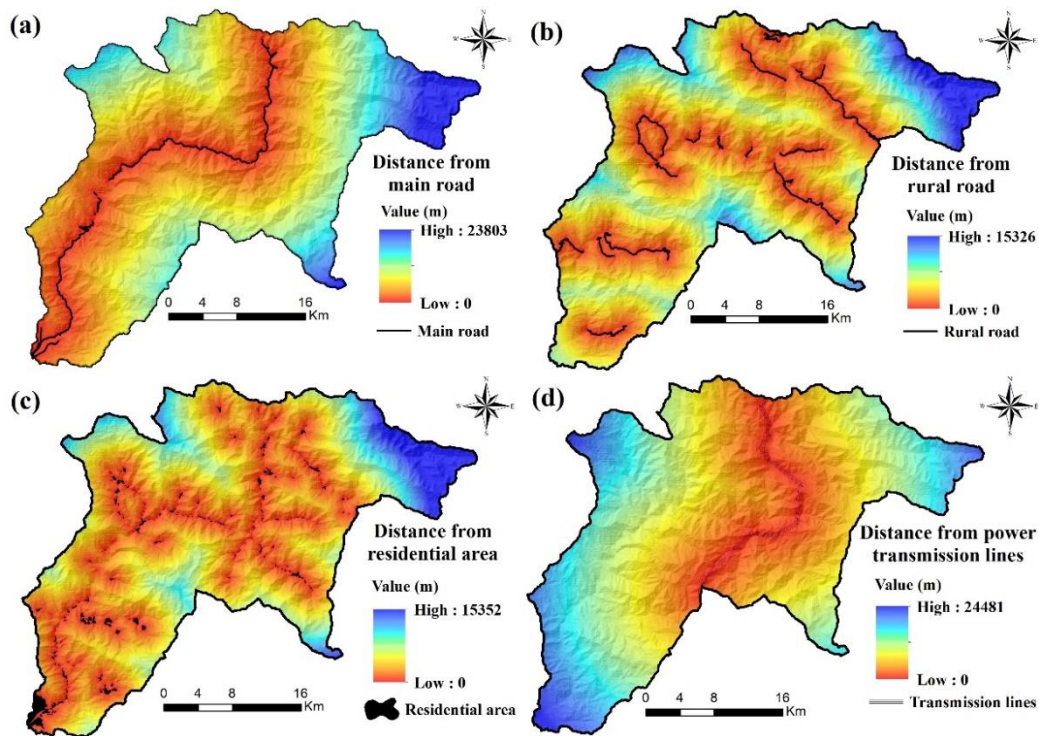 (a)
N
W E
S
Distance from
main road
Value (m)
High : 23803
Low : 0
0 4 8 16
Km
Main road
(b)
N
W E
S
Distance from
rural road
Value (m)
High : 15326
Low : 0
0 4 8 16
Km
Rural road
(c)
N
W E
S
Distance from
residential area
Value (m)
High : 15352
Low : 0
0 4 8 16
Km
Residential area
(d)
N
W E
S
Distance from power
transmission lines
Value (m)
High : 24481
Low : 0
0 4 8 16
Km
Transmission lines